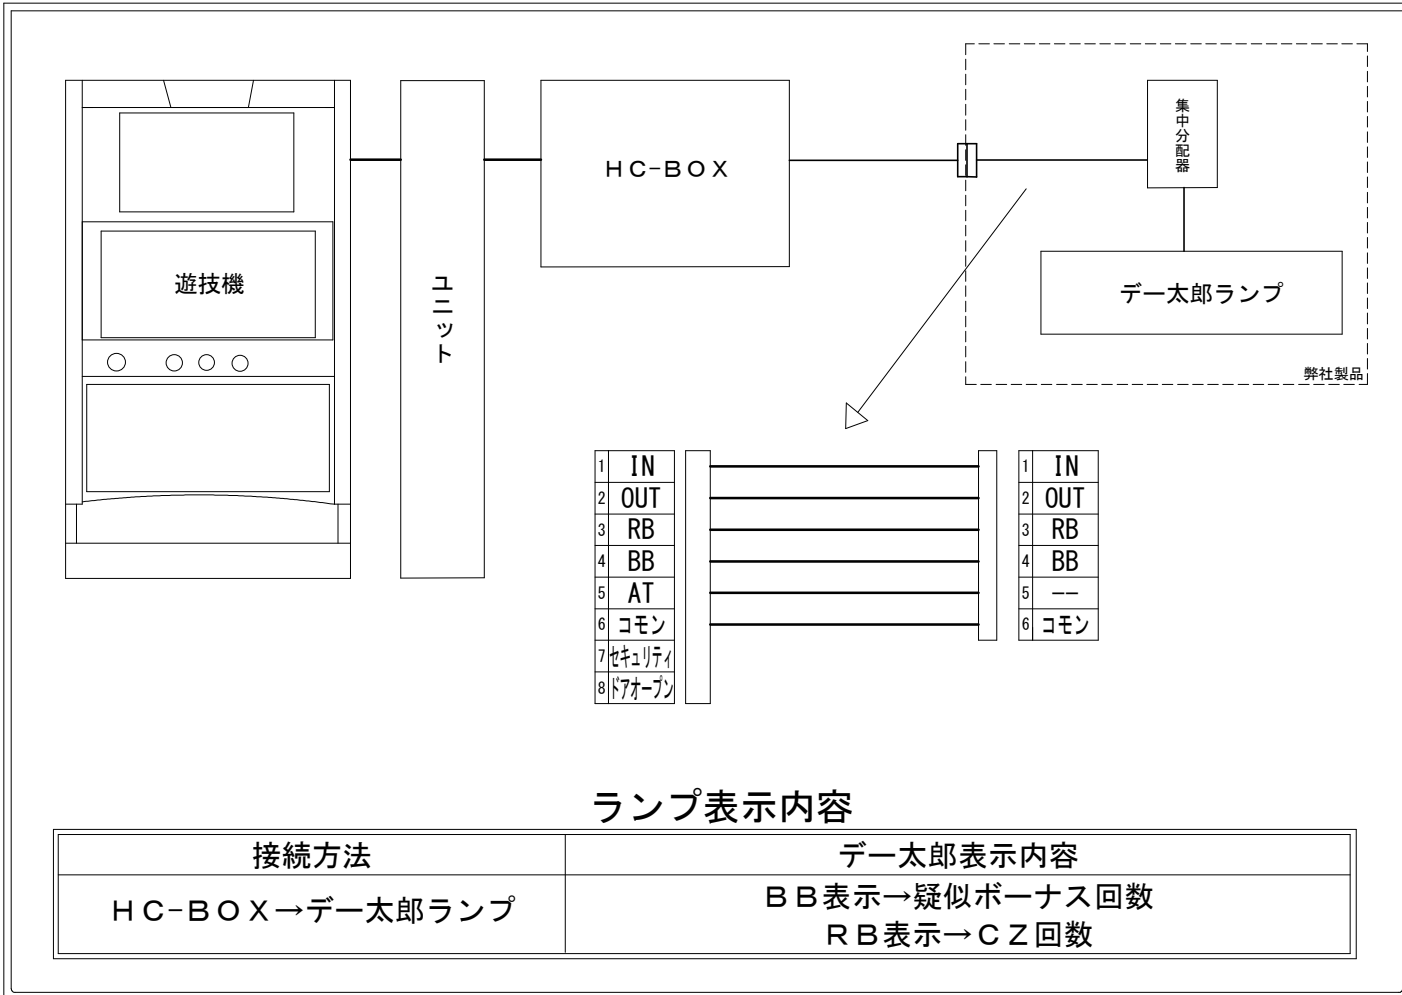 遊技機
ユニット
HC-BOX
集中分配器
デー太郎ランプ
弊社製品
1 IN
2 OUT
3 RB
4 BB
5 AT
6 コモン
7 セキュリティ
8 ドアオープン
1 IN
2 OUT
3 RB
4 BB
5 --
6 コモン
ランプ表示内容
接続方法 デー太郎表示内容
HC-BOX→デー太郎ランプ BB表示→疑似ボーナス回数
RB表示→CZ回数